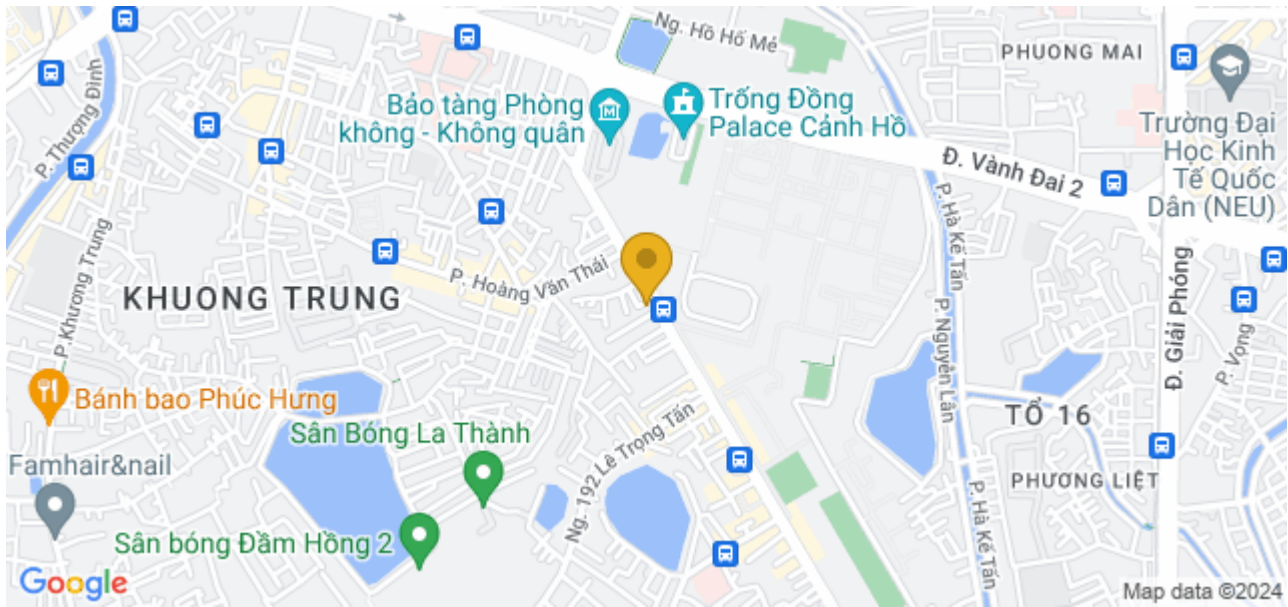 Ng. Hồ Hố Mẻ
PHUONG MAI
P. Thượng Đình
Bảo tàng Phòng
không - Không quân
Trống Đồng
Palace Cảnh Hồ
Trường Đại
Học Kinh
Tế Quốc
Dân (NEU)
Đ. Vành Đai 2
P. Hà Kế Tấn
P. Hoàng Văn Thái
KHUONG TRUNG
P.Khương Trung
P. Nguyễn Lân
Đ. Giải Phóng
P. Vọng
Bánh bao Phúc Hưng
Sân Bóng La Thành
Ng. 192 Lê Trọng Tấn
TỔ 16
Famhair&nail
PHƯƠNG LIỆT
P. Hà Kế Tấn
Sân bóng Đầm Hồng 2
Google
Map data ©2024